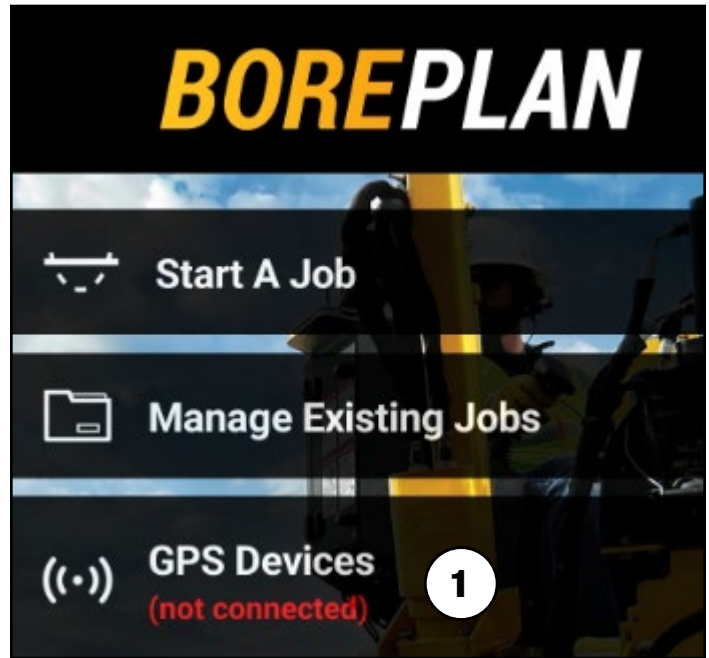 BOREPLAN
Start A Job
Manage Existing Jobs
GPS Devices
(not connected)
1